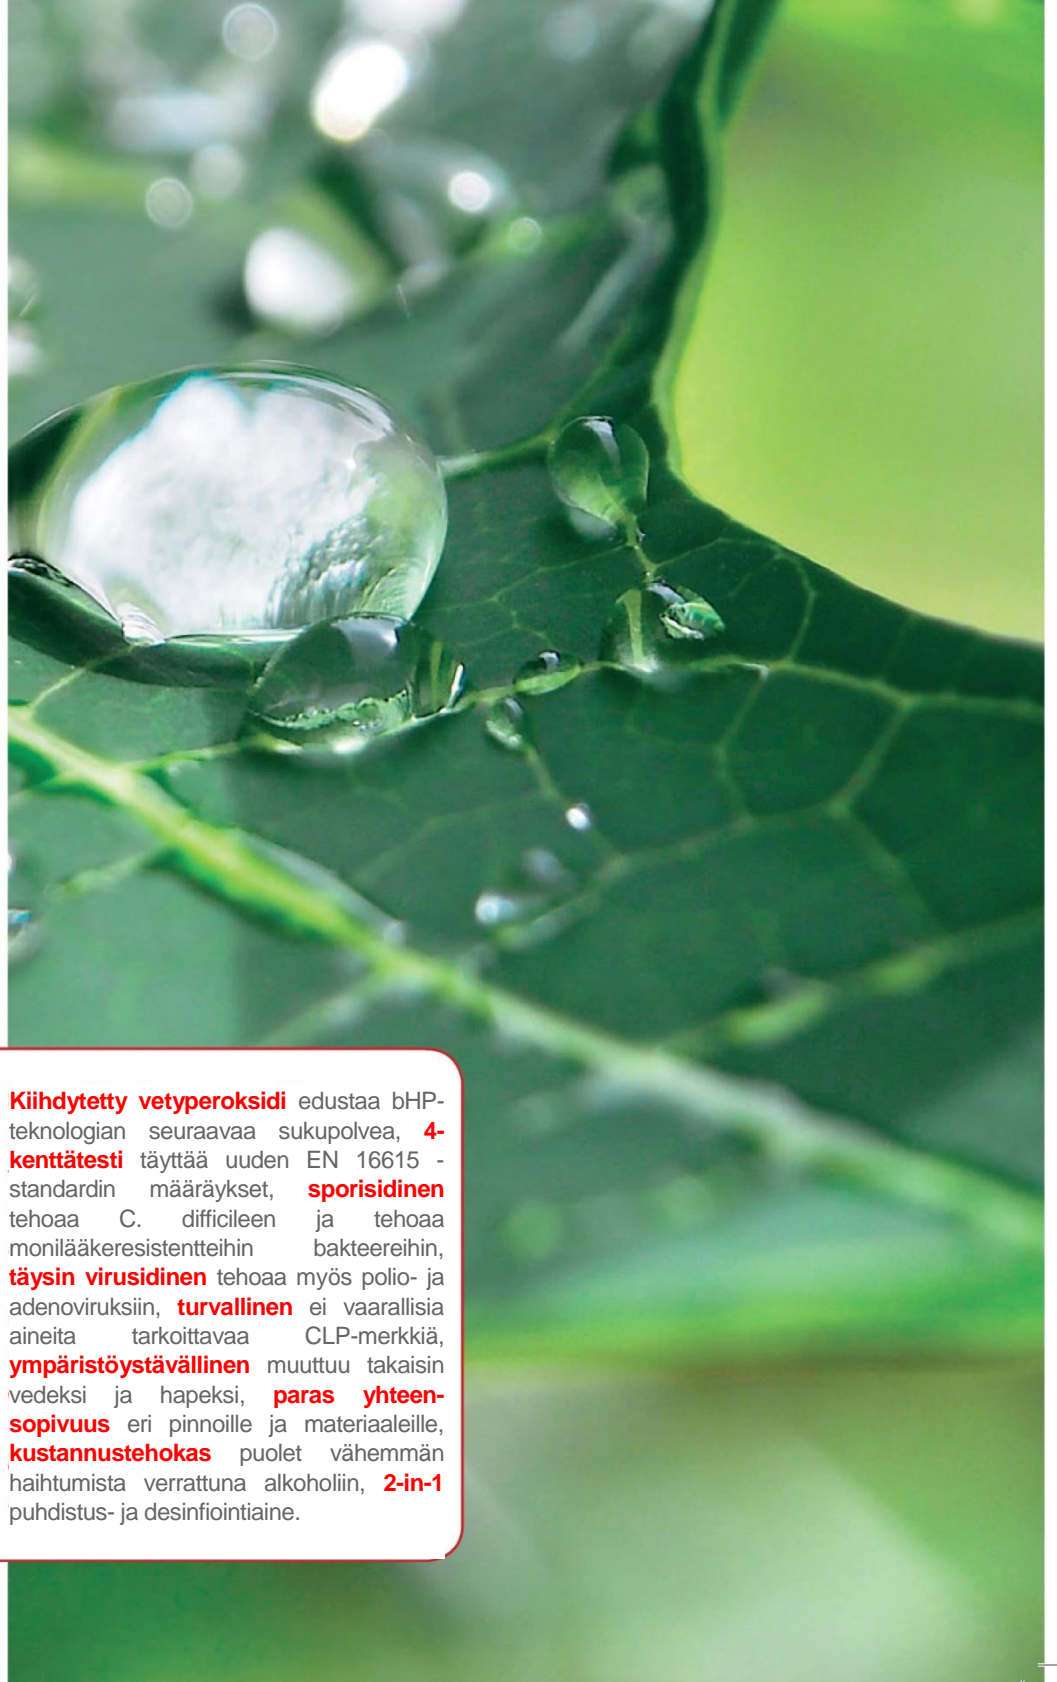 Kiihdytetty vetyperoksidi edustaa bHP-
teknologian seuraavaa sukupolvea, 4-
kenttätesti täyttää uuden EN 16615 -
standardin määräykset, sporisidinen
tehoaa C. difficileen ja tehoaa
monilääkeresistentteihin bakteereihin,
täysin virusidinen tehoaa myös polio- ja
adenoviruksiin, turvallinen ei vaarallisia
aineita tarkoittavaa CLP-merkkiä,
ympäristöystävällinen muuttuu takaisin
vedeksi ja hapeksi, paras yhteen-
sopivuus eri pinnoille ja materiaaleille,
kustannustehokas puolet vähemmän
haihtumista verrattuna alkoholiin, 2-in-1
puhdistus- ja desinfiointiaine.